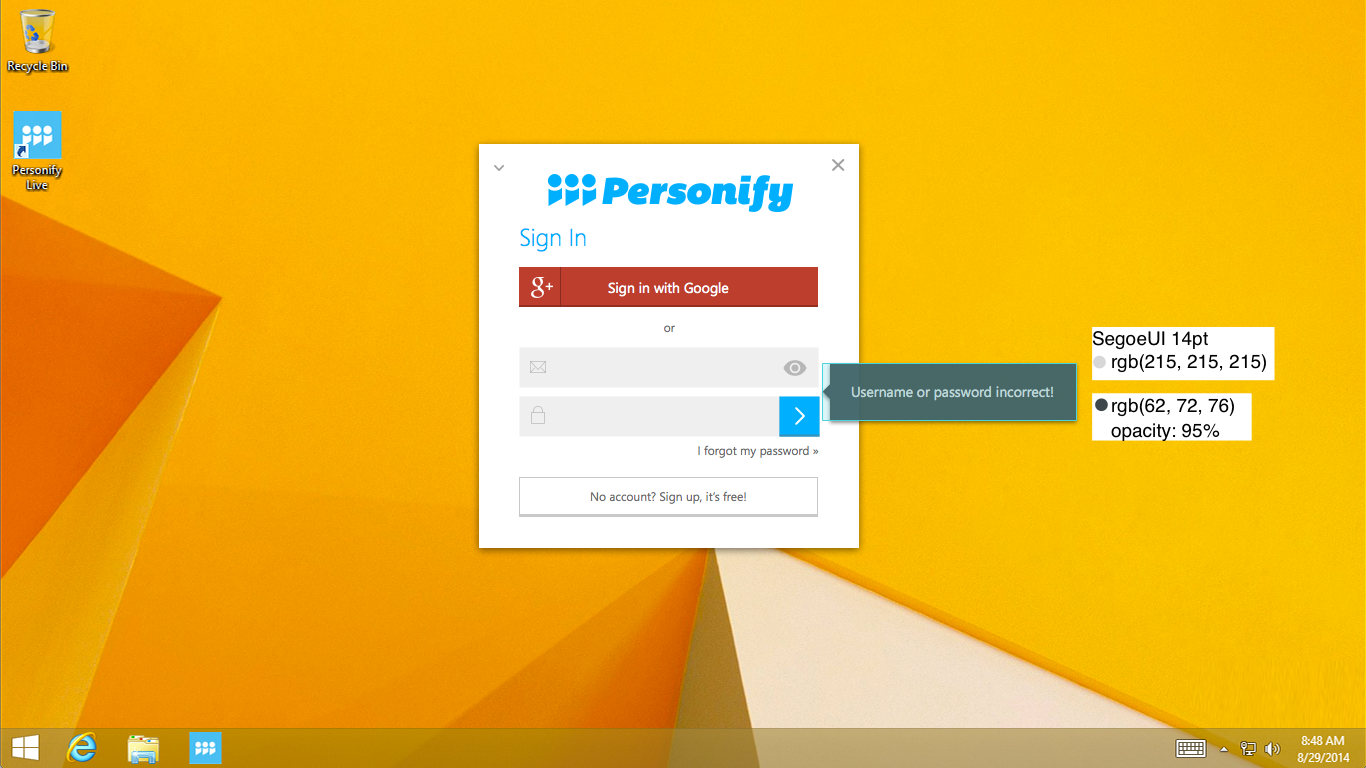 Recycle Bin
Personify
Live
Personify
Sign In
g+
Sign in with Google
or
Username or password incorrect!
I forgot my password »
No account? Sign up, it's free!
SegoeUI 14pt
rgb(215, 215, 215)
rgb(62, 72, 76)
opacity: 95%
8:48 AM
8/29/2014